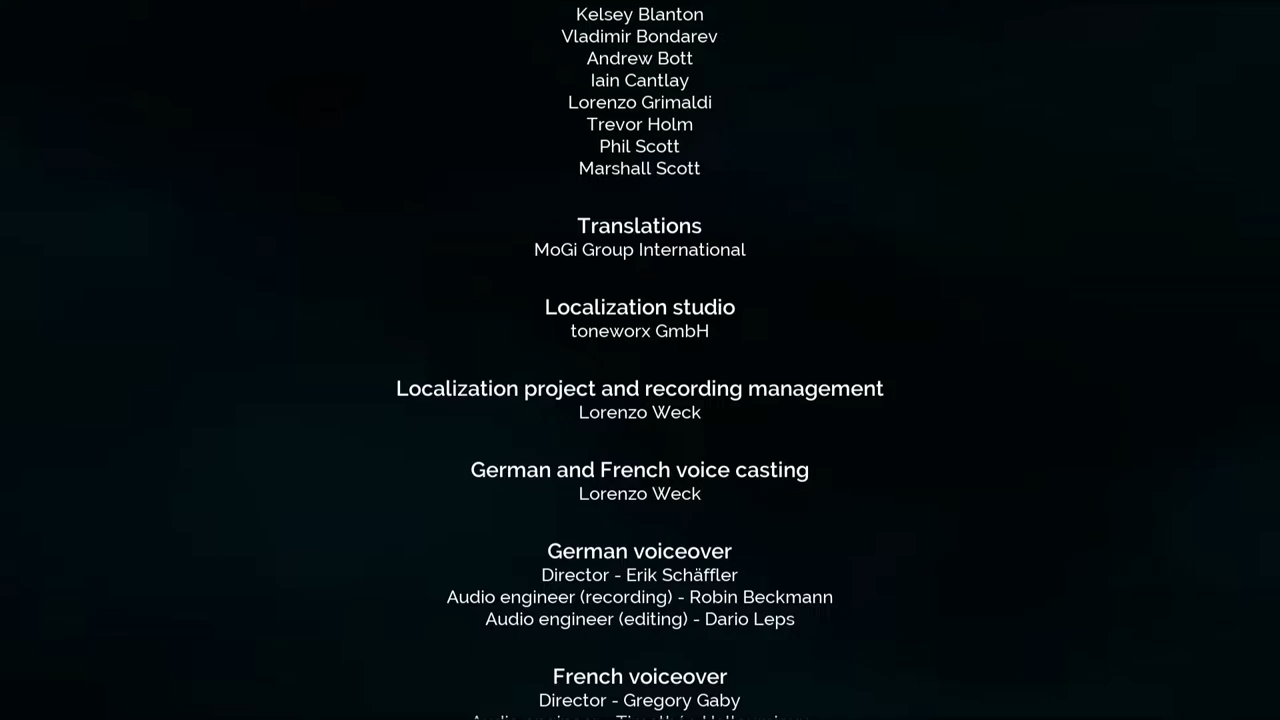 Kelsey Blanton
Vladimir Bondarev
Andrew Bott
Iain Cantlay
Lorenzo Grimaldi
Trevor Holm
Phil Scott
Marshall Scott
Translations
MoGi Group International
Localization studio
toneworx GmbH
Localization project and recording management
Lorenzo Weck
German and French voice casting
Lorenzo Weck
German voiceover
Director - Erik Schäffler
Audio engineer (recording) - Robin Beckmann
Audio engineer (editing) - Dario Leps
French voiceover
Director - Gregory Gaby